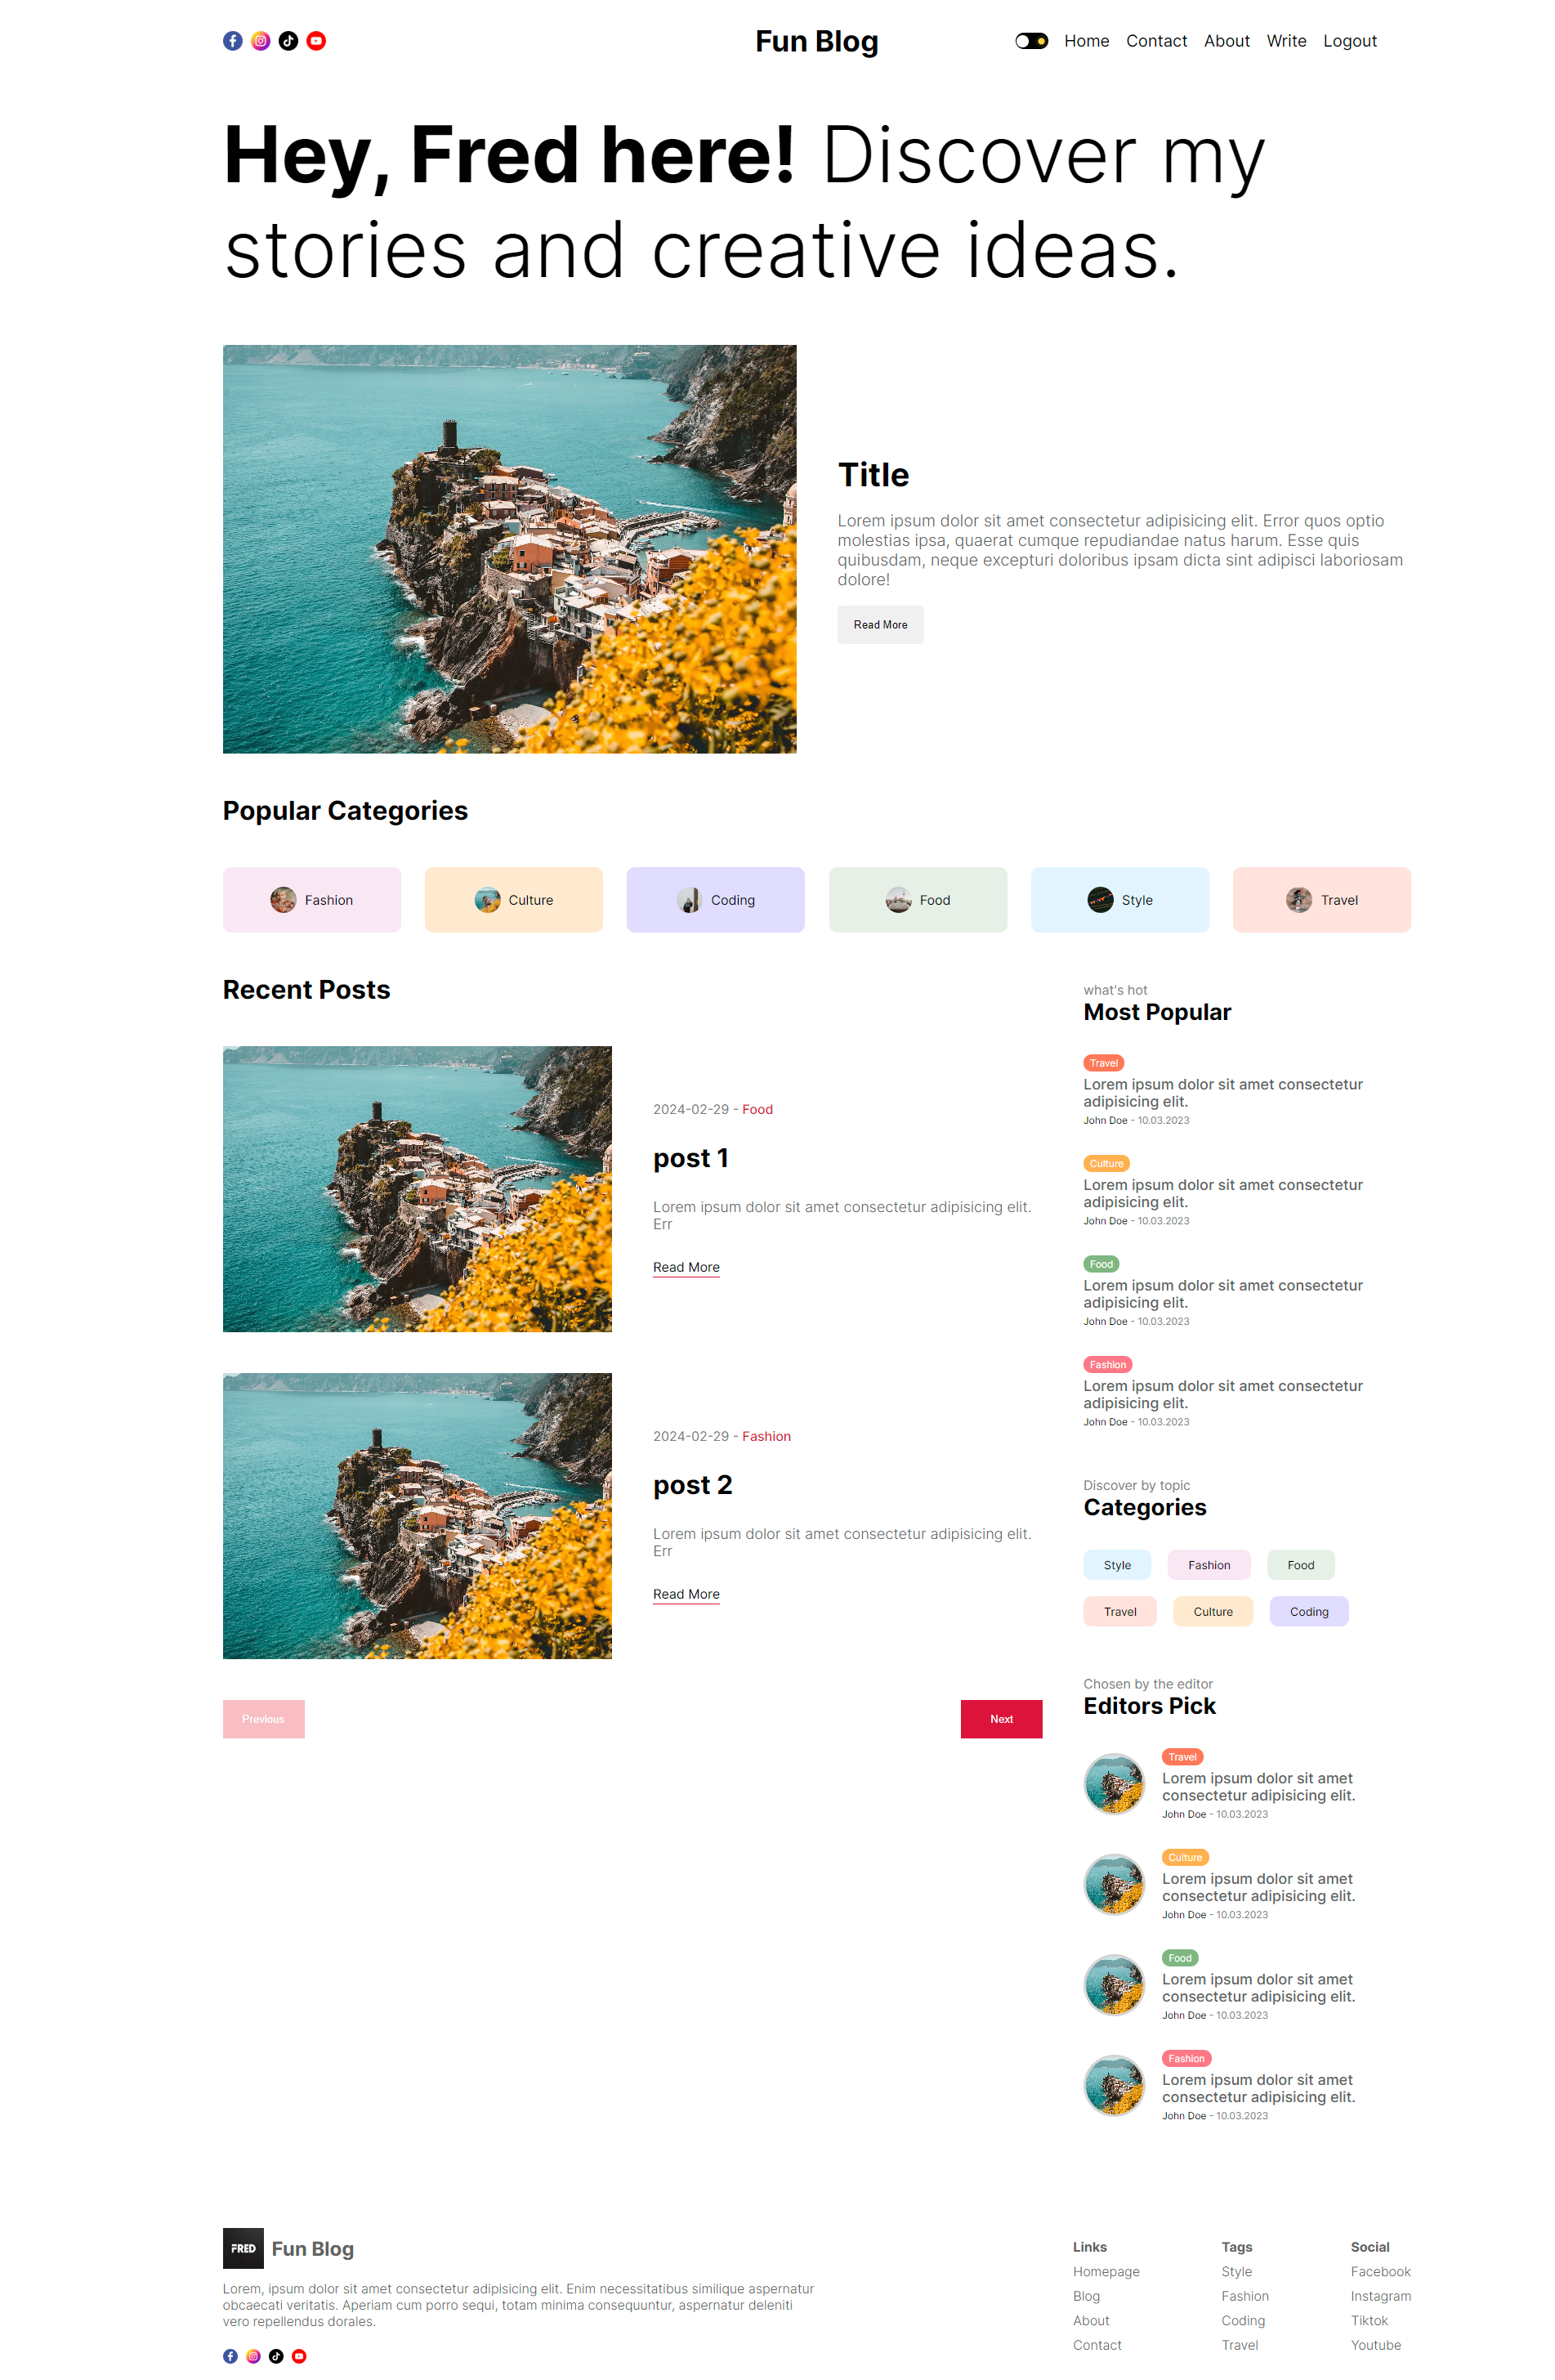 Fun Blog
Home Contact About Write Logout
Hey, Fred here! Discover my
stories and creative ideas.
Title
Lorem ipsum dolor sit amet consectetur adipisicing elit. Error quos optio
molestias ipsa, quaerat cumque repudiandae natus harum. Esse quis
quibusdam, neque excepturi doloribus ipsam dicta sint adipisci laboriosam
dolore!
Read More
Popular Categories
Fashion
Culture
Coding
Food
Style
Travel
Recent Posts
2024-02-29 - Food
post 1
Lorem ipsum dolor sit amet consectetur adipisicing elit.
Err
Read More
2024-02-29 - Fashion
post 2
Lorem ipsum dolor sit amet consectetur adipisicing elit.
Err
Read More
Previous
Next
what's hot
Most Popular
Travel
Lorem ipsum dolor sit amet consectetur
adipisicing elit.
John Doe - 10.03.2023
Culture
Lorem ipsum dolor sit amet consectetur
adipisicing elit.
John Doe - 10.03.2023
Food
Lorem ipsum dolor sit amet consectetur
adipisicing elit.
John Doe - 10.03.2023
Fashion
Lorem ipsum dolor sit amet consectetur
adipisicing elit.
John Doe - 10.03.2023
Discover by topic
Categories
Style
Fashion
Food
Travel
Culture
Coding
Chosen by the editor
Editors Pick
Travel
Lorem ipsum dolor sit amet
consectetur adipisicing elit.
John Doe - 10.03.2023
Culture
Lorem ipsum dolor sit amet
consectetur adipisicing elit.
John Doe - 10.03.2023
Food
Lorem ipsum dolor sit amet
consectetur adipisicing elit.
John Doe - 10.03.2023
Fashion
Lorem ipsum dolor sit amet
consectetur adipisicing elit.
John Doe - 10.03.2023
FRED
Fun Blog
Lorem, ipsum dolor sit amet consectetur adipisicing elit. Enim necessitatibus similique aspernatur
obcaecati veritatis. Aperiam cum porro sequi, totam minima consequuntur, aspernatur deleniti
vero repellendus dorales.
Links
Homepage
Blog
About
Contact
Tags
Style
Fashion
Coding
Travel
Social
Facebook
Instagram
Tiktok
Youtube